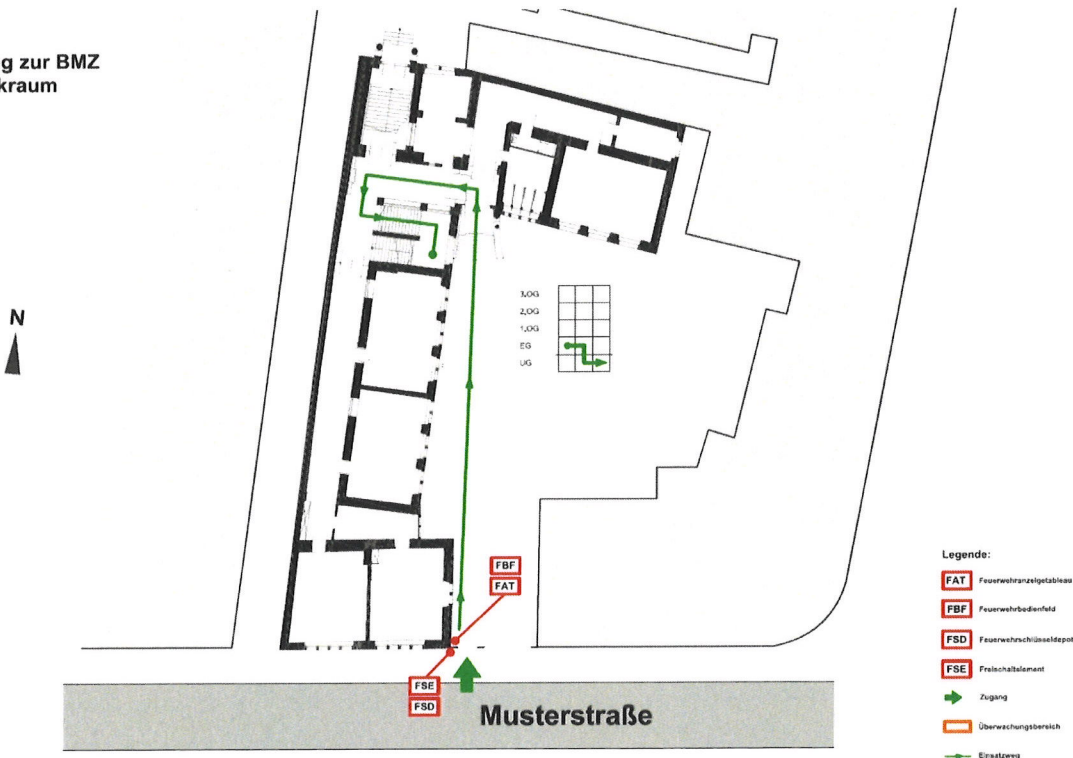 g zur BMZ
kraum
N
3.OG
2.OG
1.OG
EG
UG
FBF
FAT
FSE
FSD
Musterstraße
Legende:
FAT Feuerwehranzeigetableau
FBF Feuerwehrbedienfeld
FSD Feuerwehrschlüsseldepot
FSE Freischaltelement
Zugang
Überwachungsbereich
Einsatzweg